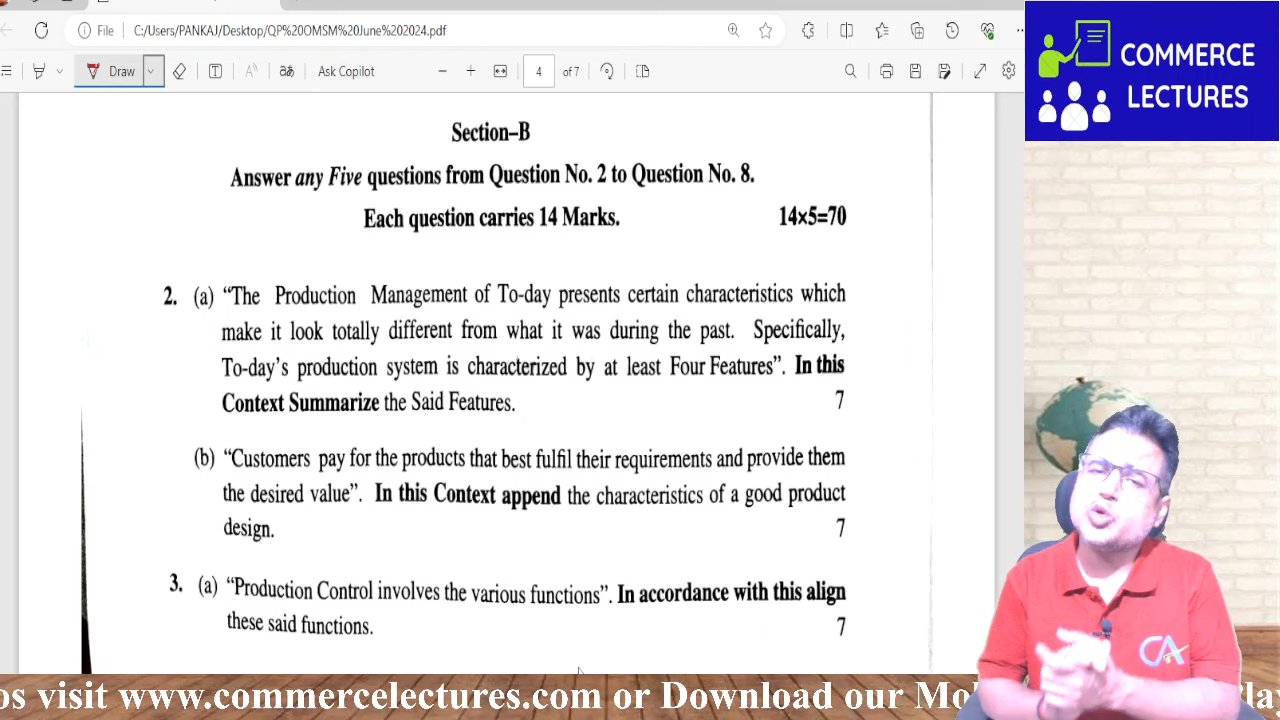 File C:/Users/PANKAJ/Desktop/QP%20OMSM%20June%202024.pdf
Draw Ask Copilot 4 of 7
COMMERCE
LECTURES
Section–B
Answer any Five questions from Question No. 2 to Question No. 8.
Each question carries 14 Marks. 14×5=70
2. (a) “The Production Management of To-day presents certain characteristics which
make it look totally different from what it was during the past. Specifically,
To-day’s production system is characterized by at least Four Features”. In this
Context Summarize the Said Features. 7
(b) “Customers pay for the products that best fulfil their requirements and provide them
the desired value”. In this Context append the characteristics of a good product
design. 7
3. (a) “Production Control involves the various functions”. In accordance with this align
these said functions. 7
CA
os visit www.commercelectures.com or Download our Mo